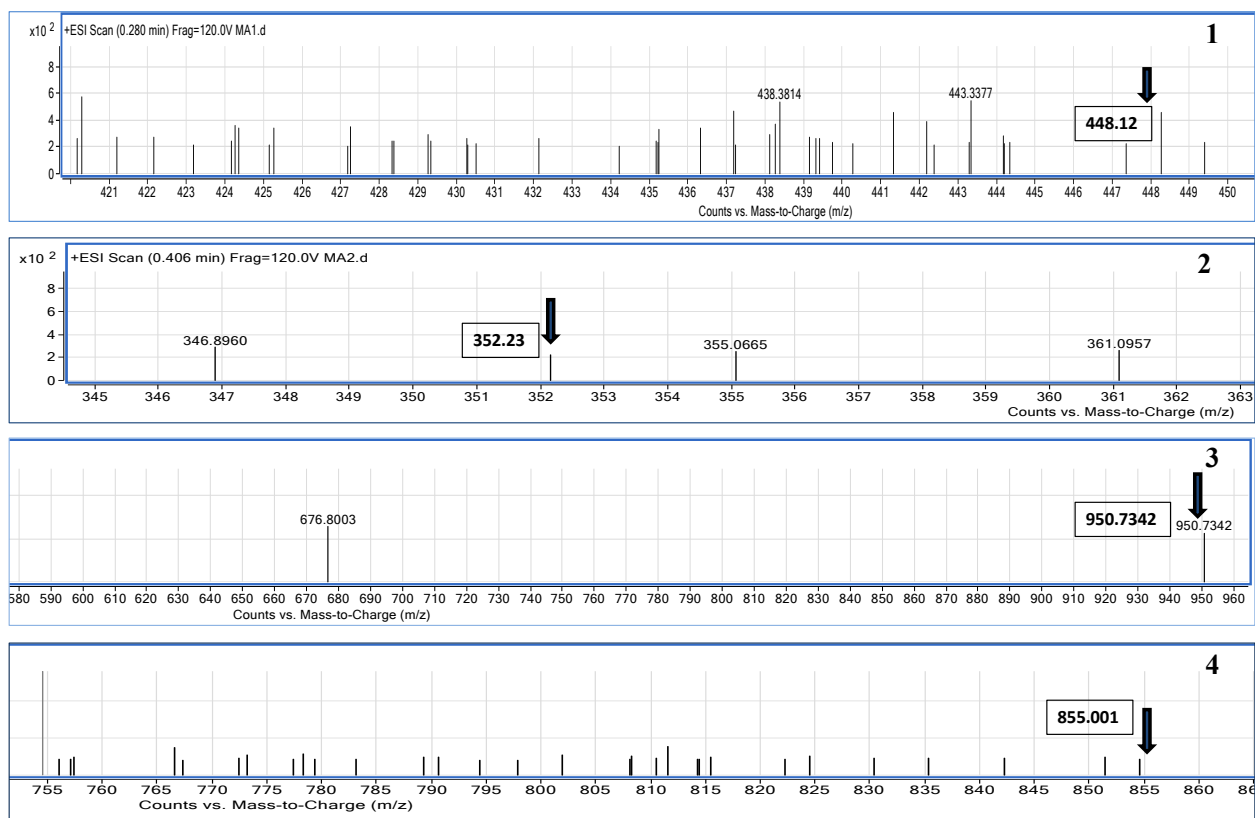 1
x10 2 +ESI Scan (0.280 min) Frag=120.0V MA1.d
8
6
4
2
0
438.3814
443.3377
448.12
421 422 423 424 425 426 427 428 429 430 431 432 433 434 435 436 437 438 439 440 441 442 443 444 445 446 447 448 449 450
Counts vs. Mass-to-Charge (m/z)
2
x10 2 +ESI Scan (0.406 min) Frag=120.0V MA2.d
8
6
4
2
0
346.8960
352.23
355.0665
361.0957
345 346 347 348 349 350 351 352 353 354 355 356 357 358 359 360 361 362 363
Counts vs. Mass-to-Charge (m/z)
3
676.8003
950.7342
950.7342
580 590 600 610 620 630 640 650 660 670 680 690 700 710 720 730 740 750 760 770 780 790 800 810 820 830 840 850 860 870 880 890 900 910 920 930 940 950 960
Counts vs. Mass-to-Charge (m/z)
4
855.001
755 760 765 770 775 780 785 790 795 800 805 810 815 820 825 830 835 840 845 850 855 860 86
Counts vs. Mass-to-Charge (m/z)